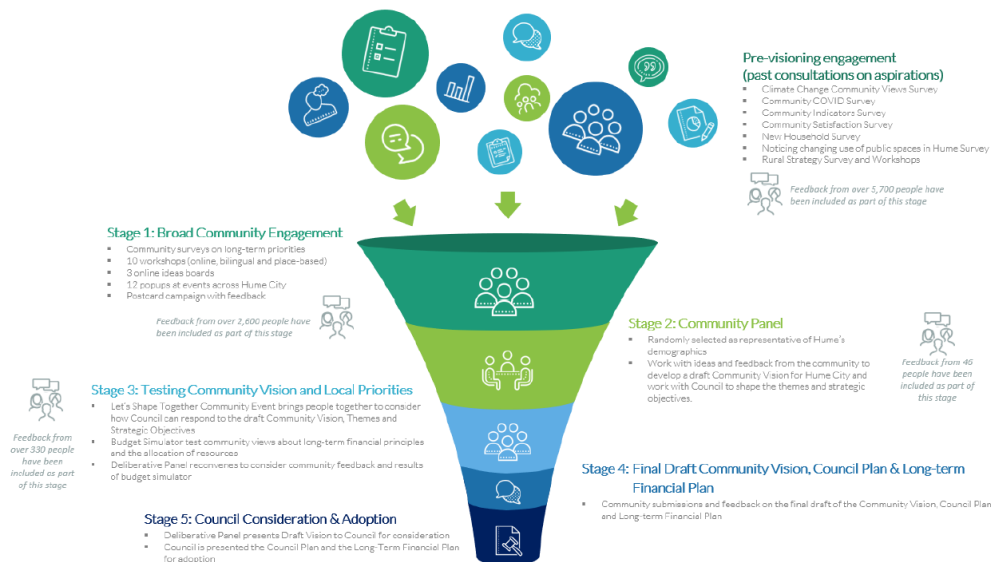 Pre-visioning engagement
(past consultations on aspirations)
▪ Climate Change Community Views Survey
▪ Community COVID Survey
▪ Community Indicators Survey
▪ Community Satisfaction Survey
▪ New Household Survey
▪ Noticing changing use of public spaces in Hume Survey
▪ Rural Strategy Survey and Workshops
Feedback from over 5,700 people have
been included as part of this stage
Stage 1: Broad Community Engagement
▪ Community surveys on long-term priorities
▪ 10 workshops (online, bilingual and place-based)
▪ 3 online ideas boards
▪ 12 popups at events across Hume City
▪ Postcard campaign with feedback
Feedback from over 2,600 people have
been included as part of this stage
Stage 2: Community Panel
▪ Randomly selected as representative of Hume's
demographics
▪ Work with ideas and feedback from the community to
develop a draft Community Vision for Hume City and
work with Council to shape the themes and strategic
objectives.
Feedback from 46
people have been
included as part of
this stage
Stage 3: Testing Community Vision and Local Priorities
▪ Let's Shape Together Community Event brings people together to consider
how Council can respond to the draft Community Vision, Themes and
Strategic Objectives
▪ Budget Simulator test community views about long-term financial principles
and the allocation of resources
▪ Deliberative Panel reconvenes to consider community feedback and results
of budget simulator
Feedback from
over 330 people
have been
included as part
of this stage
Stage 4: Final Draft Community Vision, Council Plan & Long-term
Financial Plan
▪ Community submissions and feedback on the final draft of the Community Vision, Council Plan
and Long-term Financial Plan
Stage 5: Council Consideration & Adoption
▪ Deliberative Panel presents Draft Vision to Council for consideration
▪ Council is presented the Council Plan and the Long-Term Financial Plan
for adoption